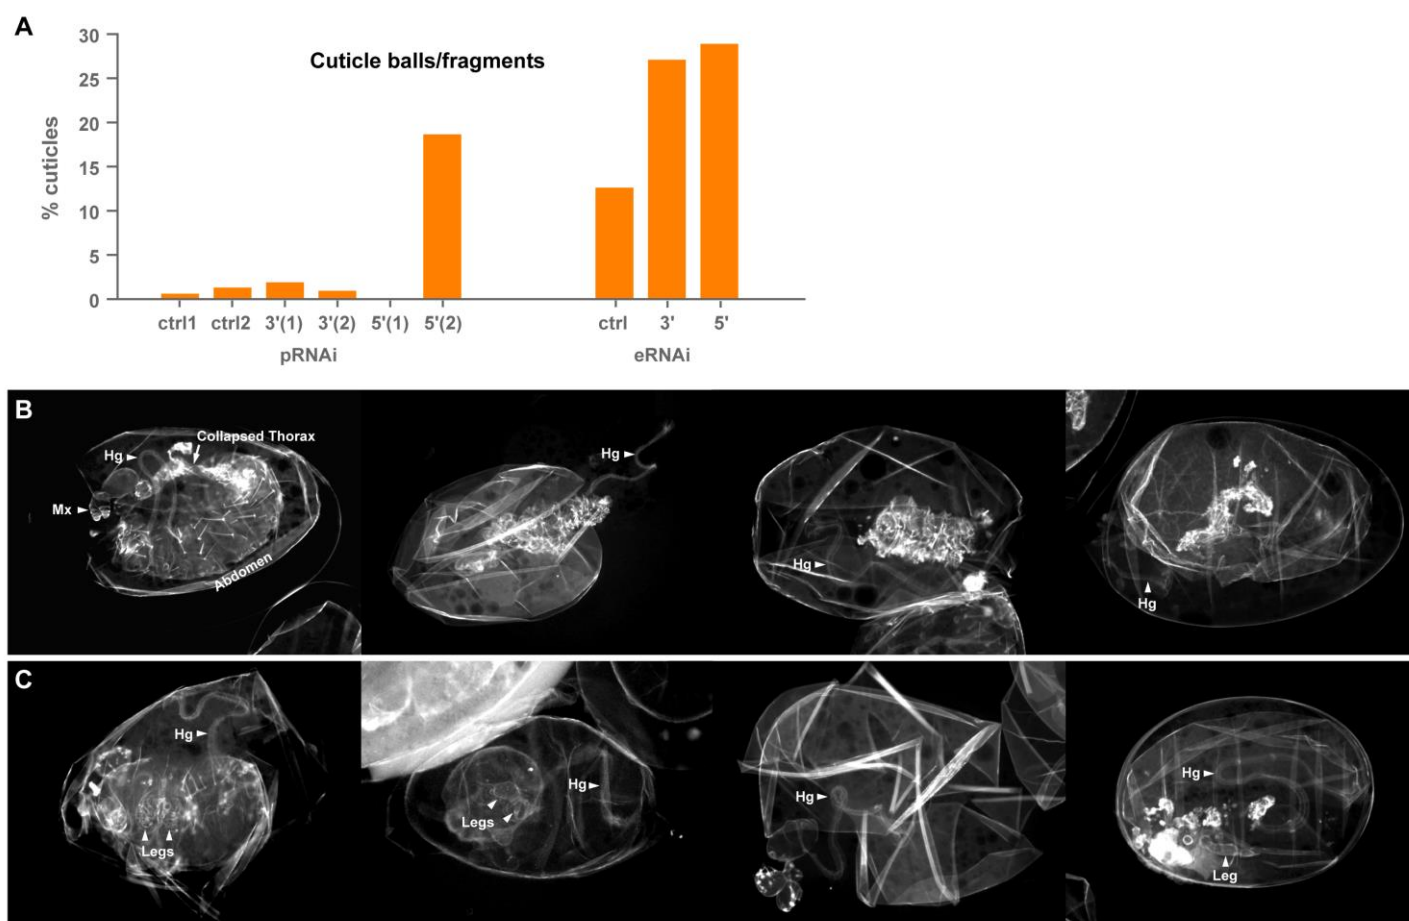 A
Cuticle balls/fragments
% cuticles
30
25
20
15
10
5
0
ctrl1 ctrl2 3'(1) 3'(2) 5'(1) 5'(2) ctrl 3' 5'
pRNAi eRNAi
B
Collapsed Thorax
Hg
Mx
Abdomen
Hg
Hg
Hg
C
Hg
Legs
Hg
Legs
Hg
Hg
Leg